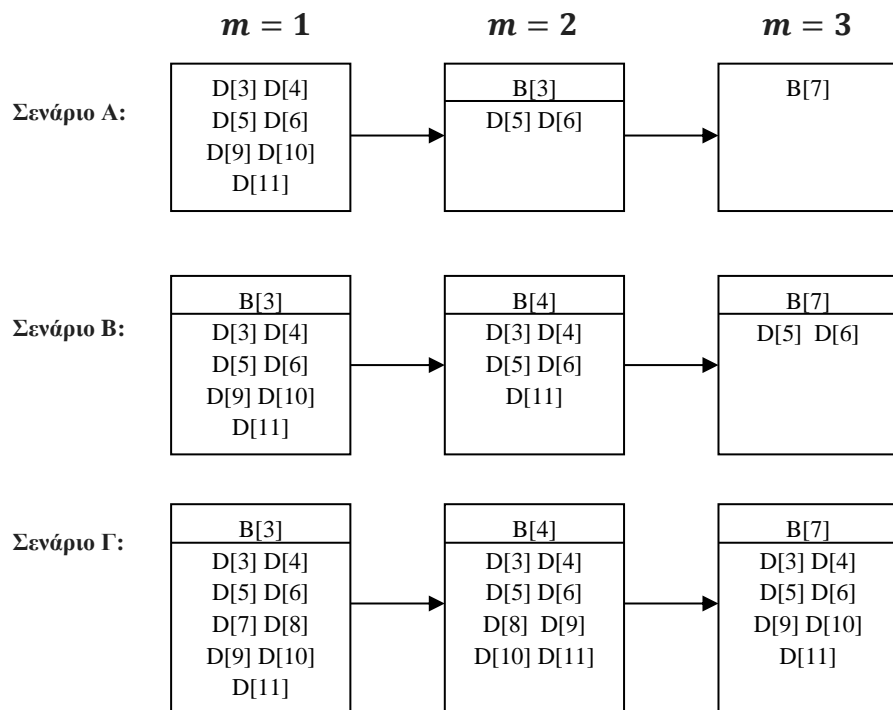 m = 1 m = 2 m = 3
Σενάριο Α:
D[3] D[4]
D[5] D[6]
D[9] D[10]
D[11]
B[3]
D[5] D[6]
B[7]
Σενάριο Β:
B[3]
D[3] D[4]
D[5] D[6]
D[9] D[10]
D[11]
B[4]
D[3] D[4]
D[5] D[6]
D[11]
B[7]
D[5] D[6]
Σενάριο Γ:
B[3]
D[3] D[4]
D[5] D[6]
D[7] D[8]
D[9] D[10]
D[11]
B[4]
D[3] D[4]
D[5] D[6]
D[8] D[9]
D[10] D[11]
B[7]
D[3] D[4]
D[5] D[6]
D[9] D[10]
D[11]